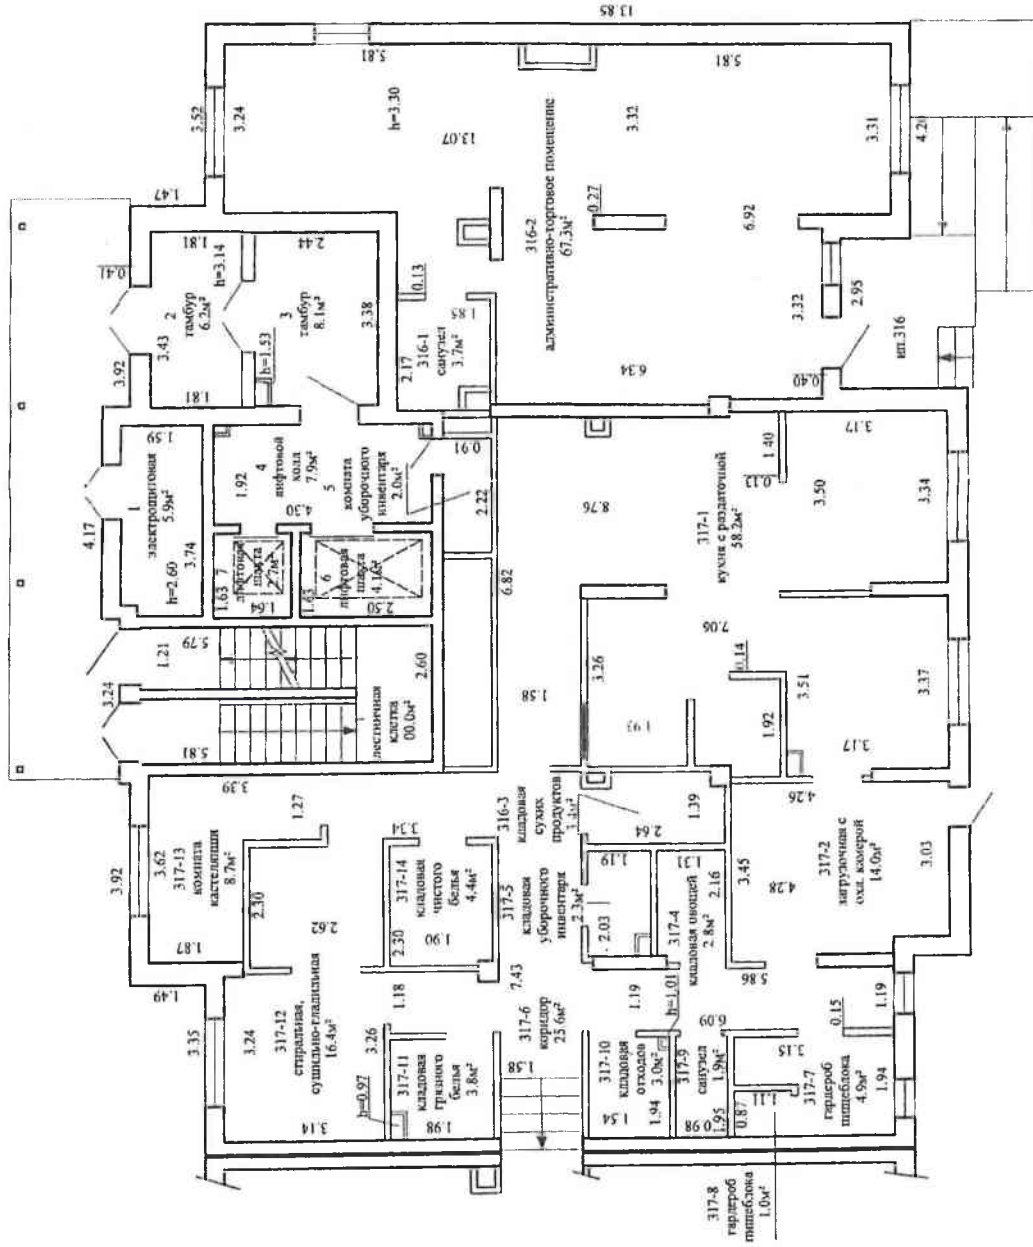 13.85
3.52
3.24
5.81
h=3.30
13.07
5.81
3.32
3.31
4.20
316-2
административно-торговое помещение
67.3м²
0.27
6.92
1.47
0.41
1.81
h=3.14
2
тамбур
6.2м²
3.43
3.92
1.81
2.44
3
тамбур
8.1м²
h=1.53
3.38
0.13
1.85
2.17
316-1
санузел
3.7м²
6.34
3.32
2.95
0.40
ип.316
4.17
1.59
1
электрощитовая
5.9м²
h=2.60
3.74
1.92
4
лифтовой
холл
7.9м²
4.30
5
комната
уборочного
инвентаря
2.0м²
0.91
2.22
7
лифтовая
шахта
2.7м²
1.63
1.64
6
лифтовая
шахта
4.1м²
1.63
2.50
8.76
6.82
317-1
кухня с раздаточной
58.2м²
0.13
1.40
3.17
3.50
3.34
3.24
1.21
5.79
5.81
2.60
лестничная
клетка
00.0м²
1.58
3.26
1.93
7.06
0.14
1.92
3.51
3.17
3.37
3.92
3.62
317-13
комната
кастелянши
8.7м²
3.39
1.27
1.87
2.30
2.62
3.34
317-14
кладовая
чистого
белья
4.4м²
2.30
1.90
316-3
кладовая
сухих
продуктов
3.4м²
2.64
1.39
317-5
кладовая
уборочного
инвентаря
2.3м²
1.19
2.03
1.31
2.16
317-4
кладовая овощей
2.8м²
4.26
3.45
4.28
317-2
загрузочная с
охл. камерой
14.0м²
3.03
1.49
3.35
3.24
317-12
стиральная,
сушильно-гладильная
16.4м²
3.26
1.18
3.14
h=0.97
317-11
кладовая
грязного
белья
3.8м²
1.98
7.43
317-6
коридор
25.6м²
1.58
1.19
h=1.01
317-10
кладовая
отходов
3.0м²
1.54
1.94
6.09
317-9
санузел
1.9м²
0.98
1.95
5.86
0.15
1.19
3.15
317-7
гардероб
пищеблока
4.9м²
1.94
1.11
0.87
317-8
гардероб
пищеблока
1.0м²